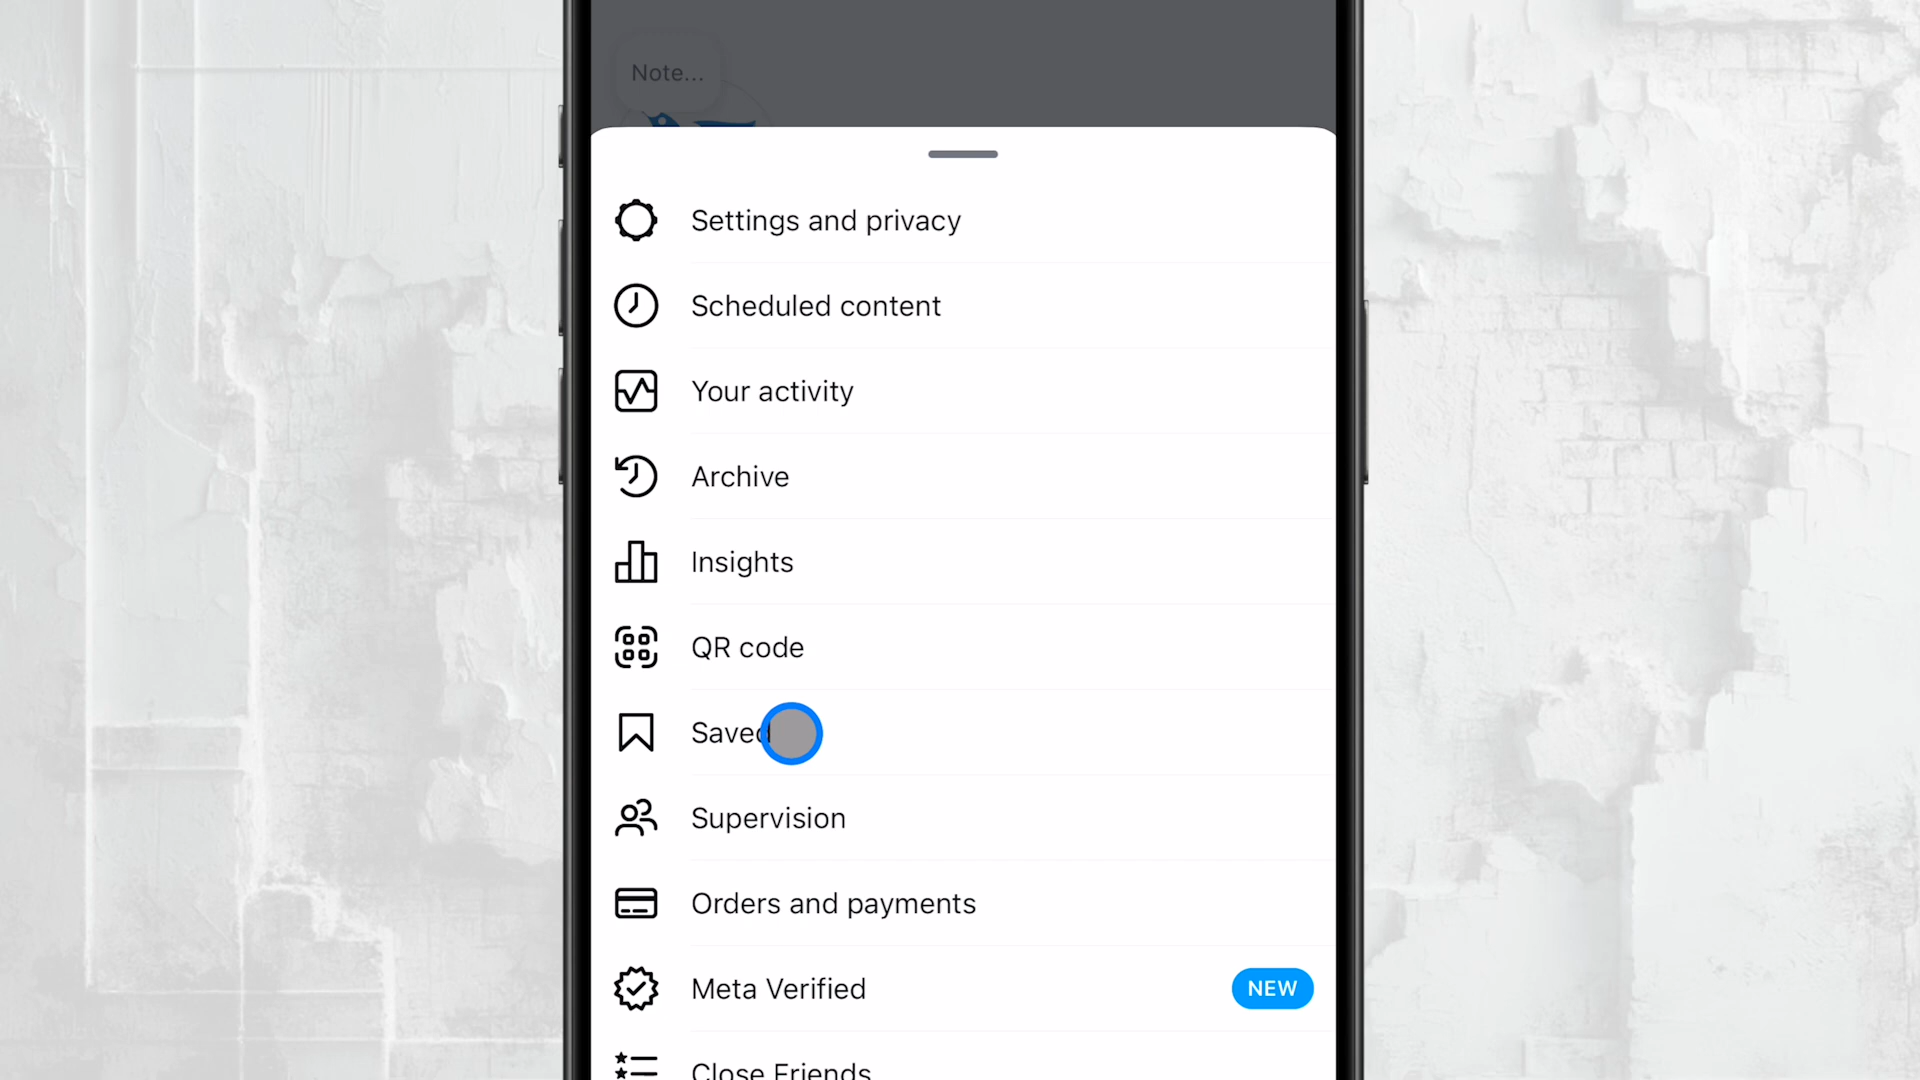 Note...
Settings and privacy
Scheduled content
Your activity
Archive
Insights
QR code
Saved
Supervision
Orders and payments
Meta Verified NEW
Close Friends